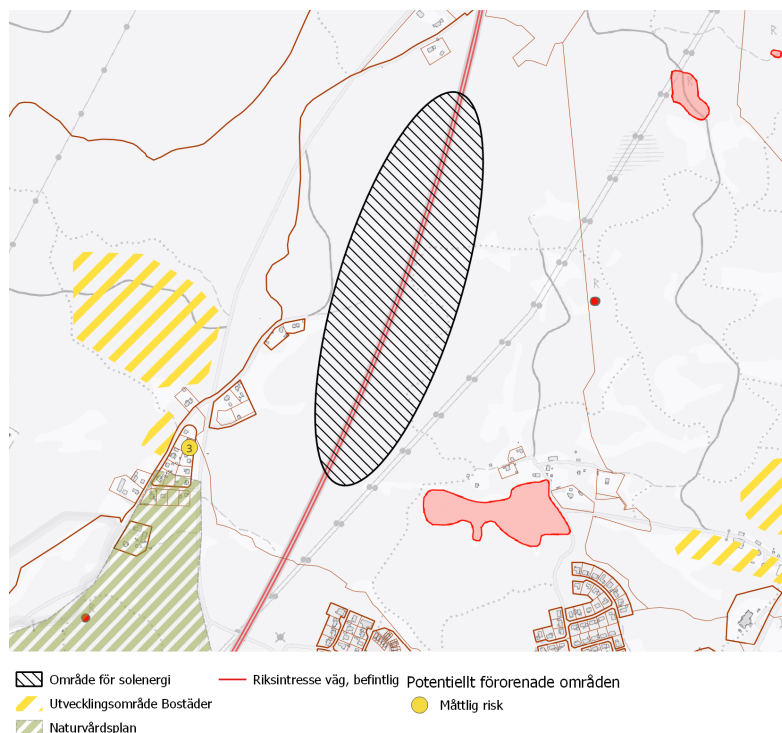 R
R
R
3
Område för solenergi
Riksintresse väg, befintlig
Potentiellt förorenade områden
Utvecklingsområde Bostäder
Måttlig risk
Naturvårdsplan